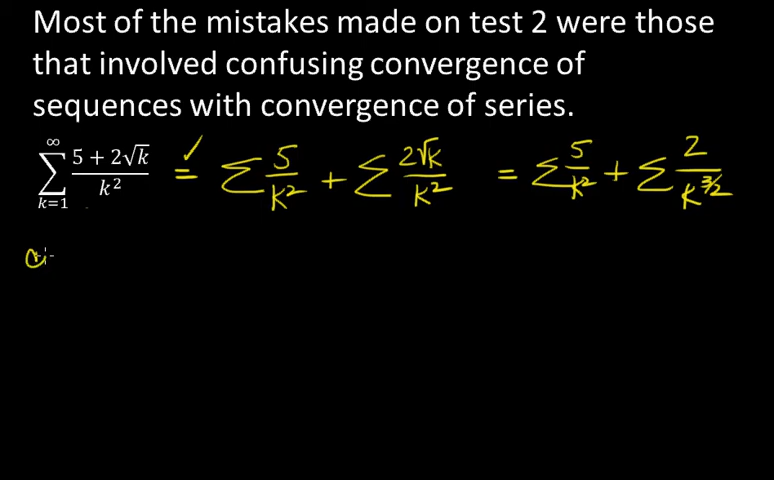 Most of the mistakes made on test 2 were those
that involved confusing convergence of
sequences with convergence of series.
∑_{k=1}^{∞} (5 + 2√k)/k² =✓ ∑ 5/k² + ∑ 2√k/k² = ∑ 5/k² + ∑ 2/k^{3/2}